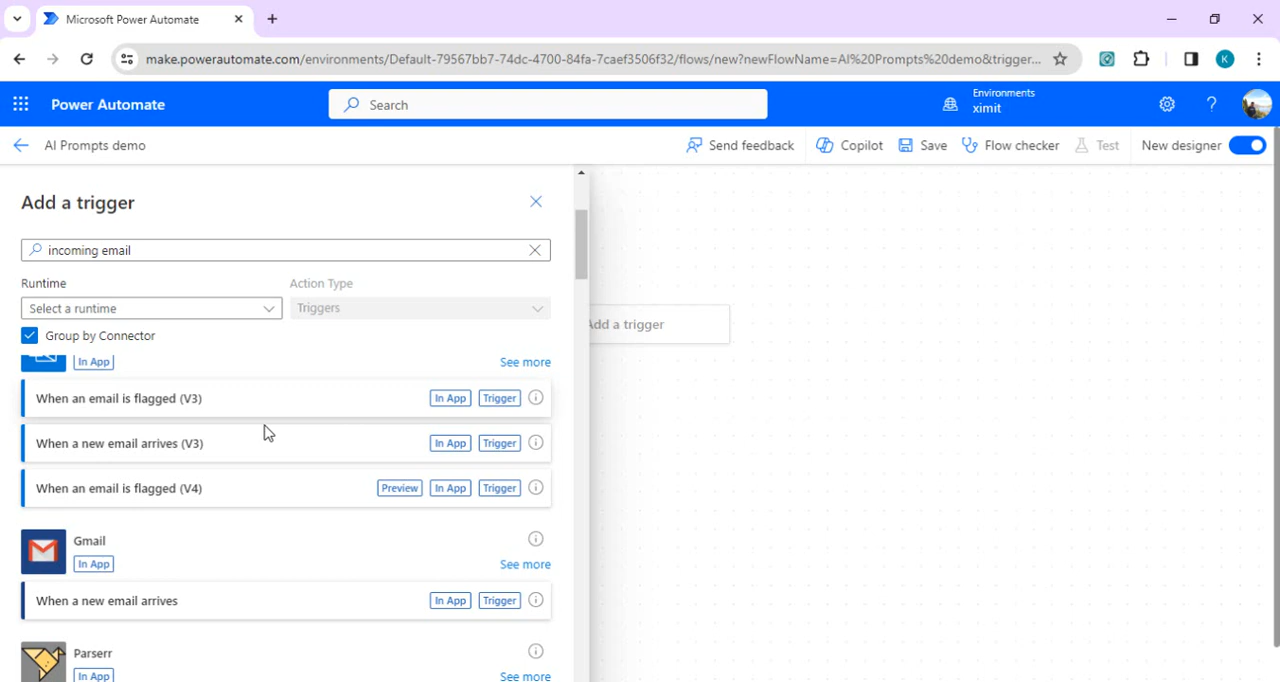 Microsoft Power Automate
make.powerautomate.com/environments/Default-79567bb7-74dc-4700-84fa-7caef3506f32/flows/new?newFlowName=AI%20Prompts%20demo&trigger...
K
Power Automate
Search
Environments
ximit
AI Prompts demo
Send feedback
Copilot
Save
Flow checker
Test
New designer
Add a trigger
incoming email
Runtime
Action Type
Select a runtime
Triggers
Group by Connector
In App
See more
When an email is flagged (V3)
In App
Trigger
When a new email arrives (V3)
In App
Trigger
When an email is flagged (V4)
Preview
In App
Trigger
Gmail
In App
See more
When a new email arrives
In App
Trigger
Parserr
In App
See more
Add a trigger